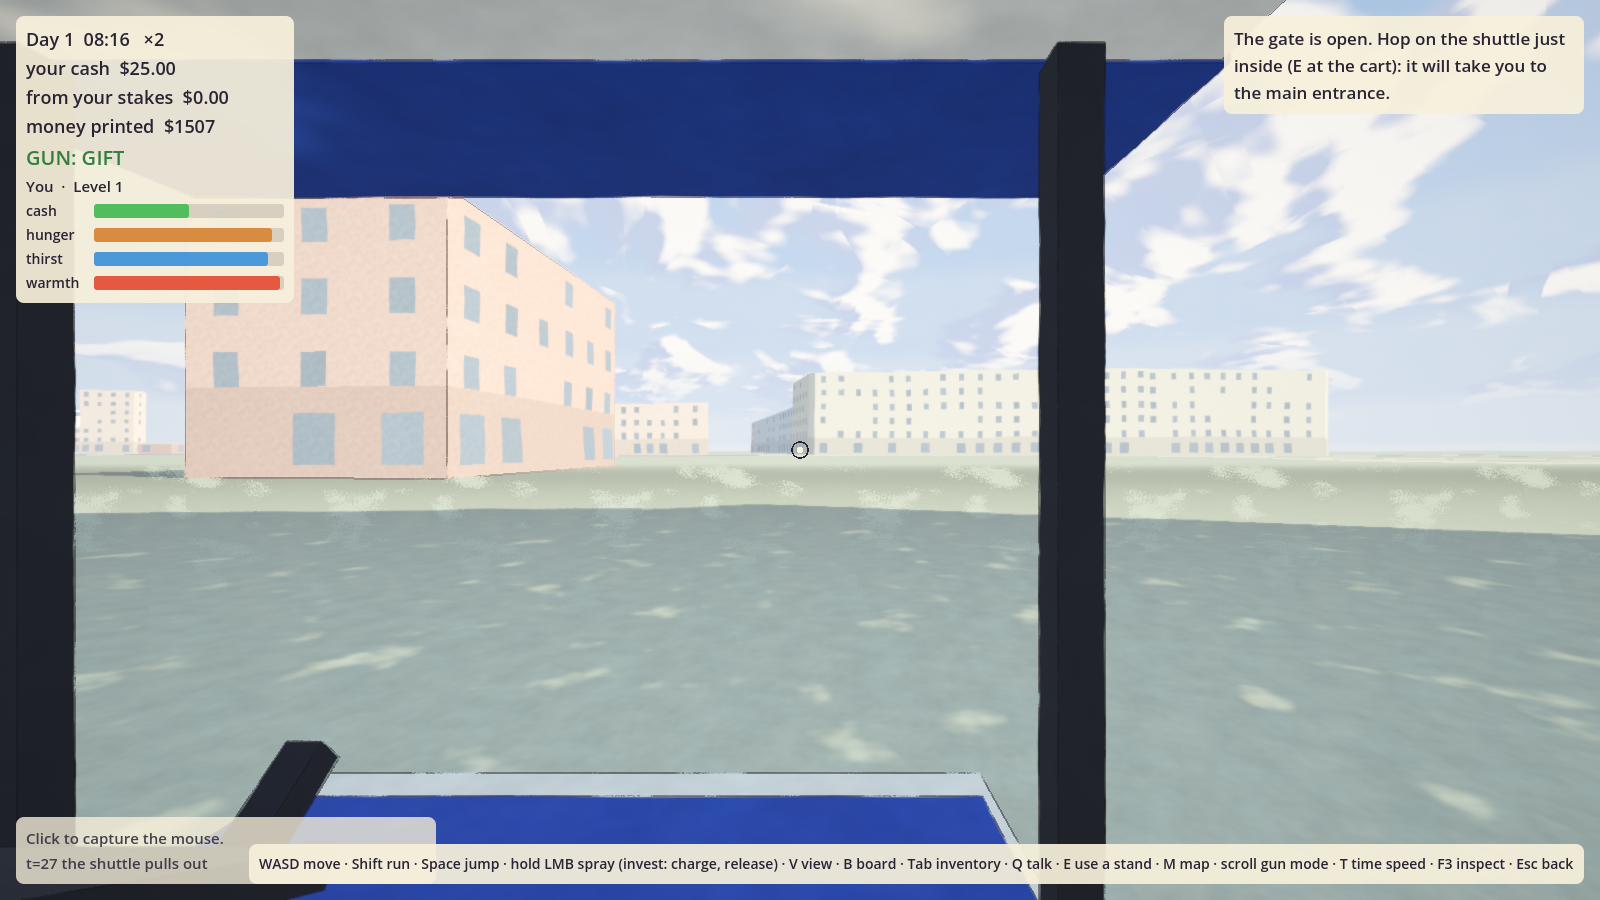 Day 1 08:16 ×2
your cash $25.00
from your stakes $0.00
money printed $1507
GUN: GIFT
You · Level 1
cash
hunger
thirst
warmth
The gate is open. Hop on the shuttle just
inside (E at the cart): it will take you to
the main entrance.
Click to capture the mouse.
t=27 the shuttle pulls out
WASD move · Shift run · Space jump · hold LMB spray (invest: charge, release) · V view · B board · Tab inventory · Q talk · E use a stand · M map · scroll gun mode · T time speed · F3 inspect · Esc back